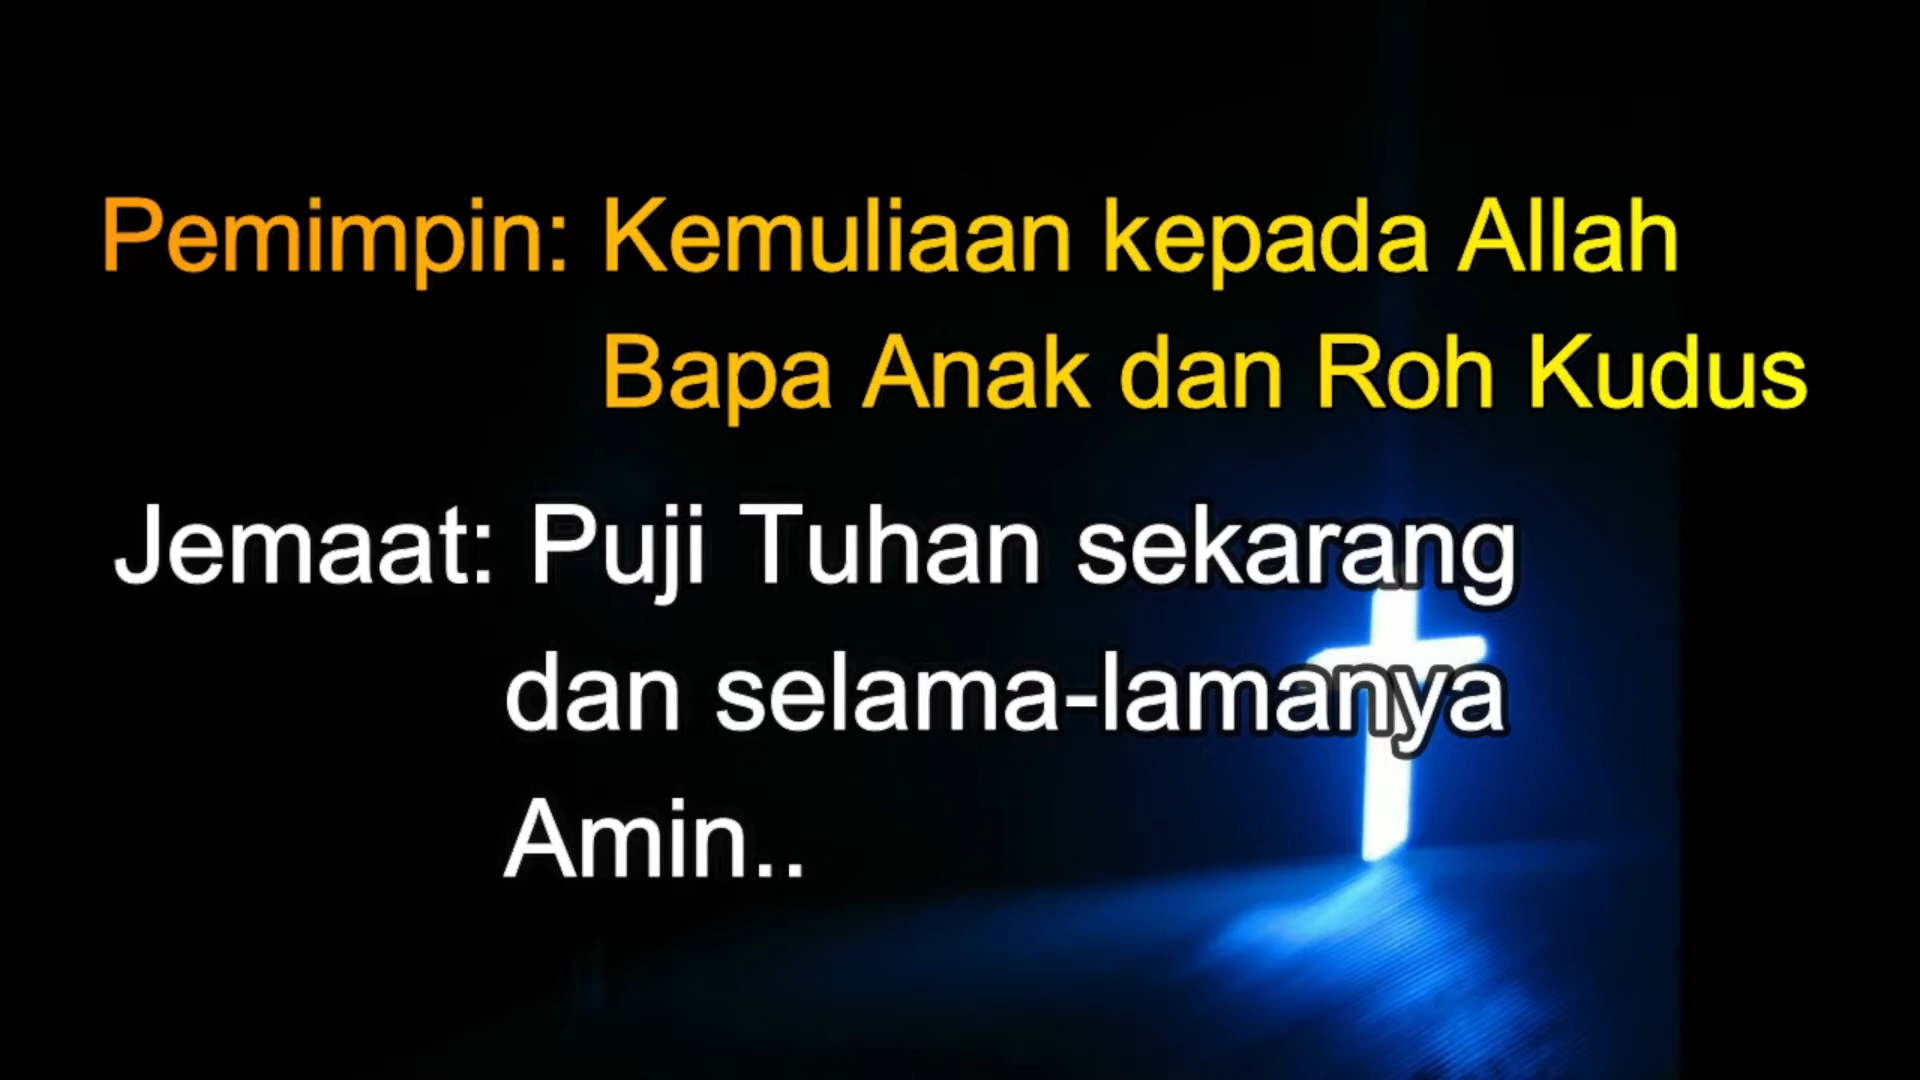 Pemimpin: Kemuliaan kepada Allah
Bapa Anak dan Roh Kudus
Jemaat: Puji Tuhan sekarang
dan selama-lamanya
Amin..